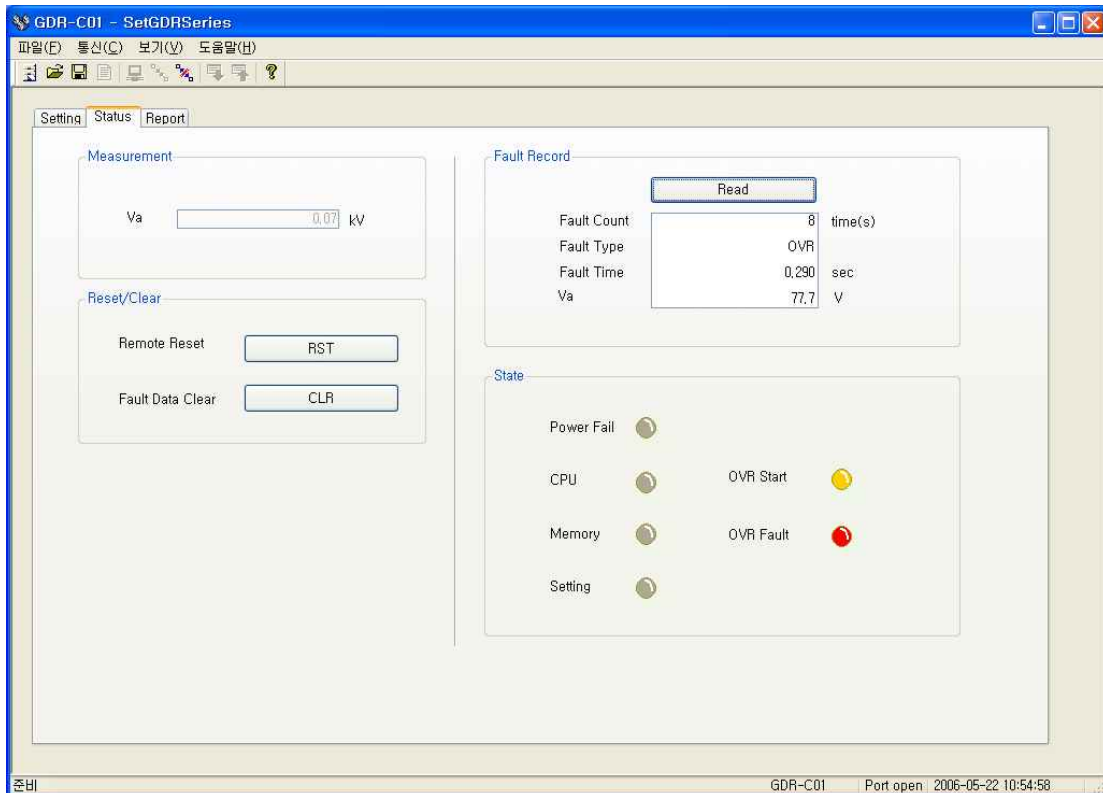 GDR-C01 - SetGDRSeries
파일(F) 통신(C) 보기(V) 도움말(H)
Setting Status Report
Measurement
Va 0,07 kV
Reset/Clear
Remote Reset RST
Fault Data Clear CLR
Fault Record
Read
Fault Count 8 time(s)
Fault Type OVR
Fault Time 0,290 sec
Va 77,7 V
State
Power Fail
CPU OVR Start
Memory OVR Fault
Setting
준비 GDR-C01 Port open 2006-05-22 10:54:58